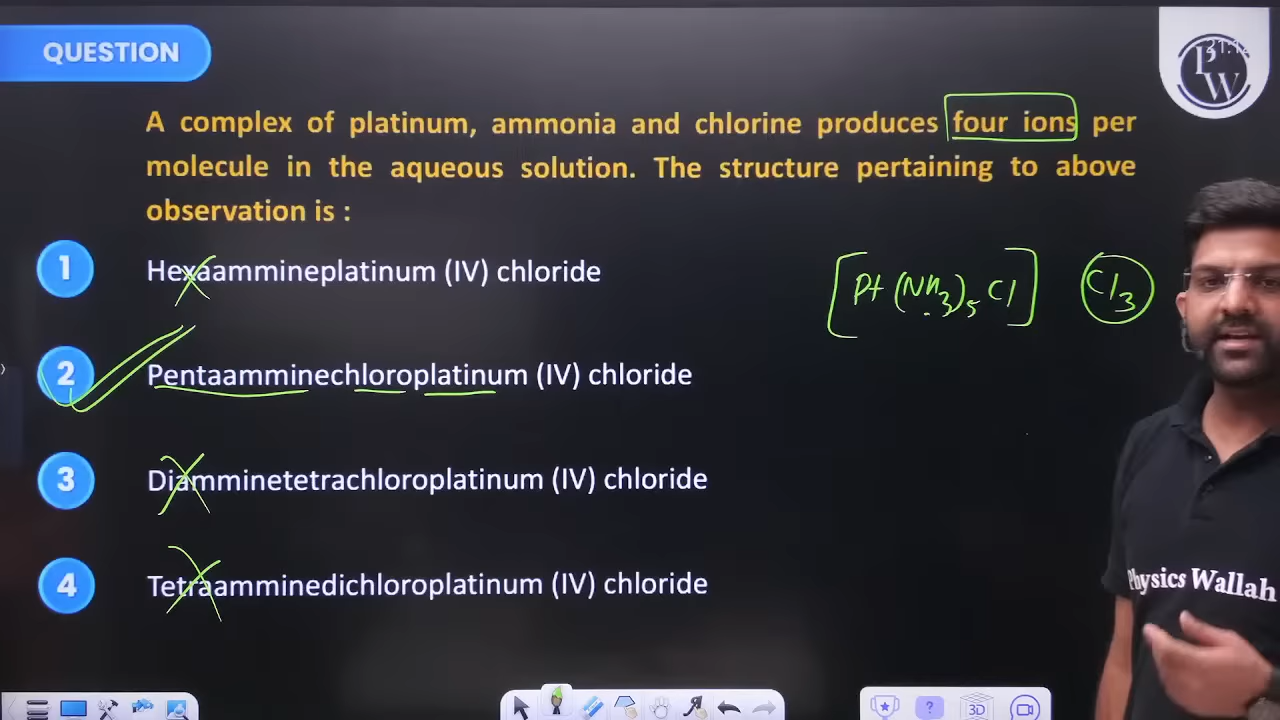 QUESTION
A complex of platinum, ammonia and chlorine produces four ions per
molecule in the aqueous solution. The structure pertaining to above
observation is :
1 Hexaammineplatinum (IV) chloride
[Pt(NH3)5Cl] Cl3
2 Pentaamminechloroplatinum (IV) chloride
3 Diamminetetrachloroplatinum (IV) chloride
4 Tetraamminedichloroplatinum (IV) chloride
PW
Physics Wallah
?
3D